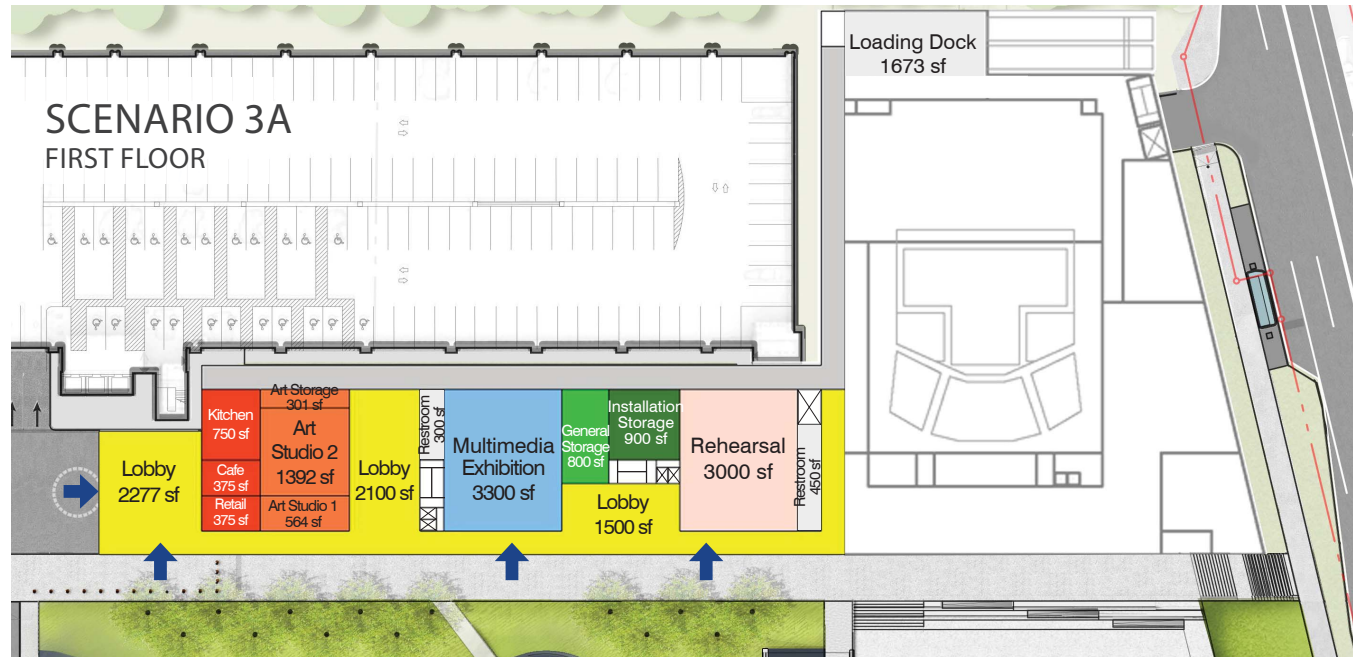 SCENARIO 3A
FIRST FLOOR
Loading Dock
1673 sf
Lobby
2277 sf
Kitchen
750 sf
Cafe
375 sf
Retail
375 sf
Art Storage
301 sf
Art
Studio 2
1392 sf
Art Studio 1
564 sf
Lobby
2100 sf
Restroom
300 sf
Multimedia
Exhibition
3300 sf
General
Storage
800 sf
Installation
Storage
900 sf
Lobby
1500 sf
Rehearsal
3000 sf
Restroom
450 sf